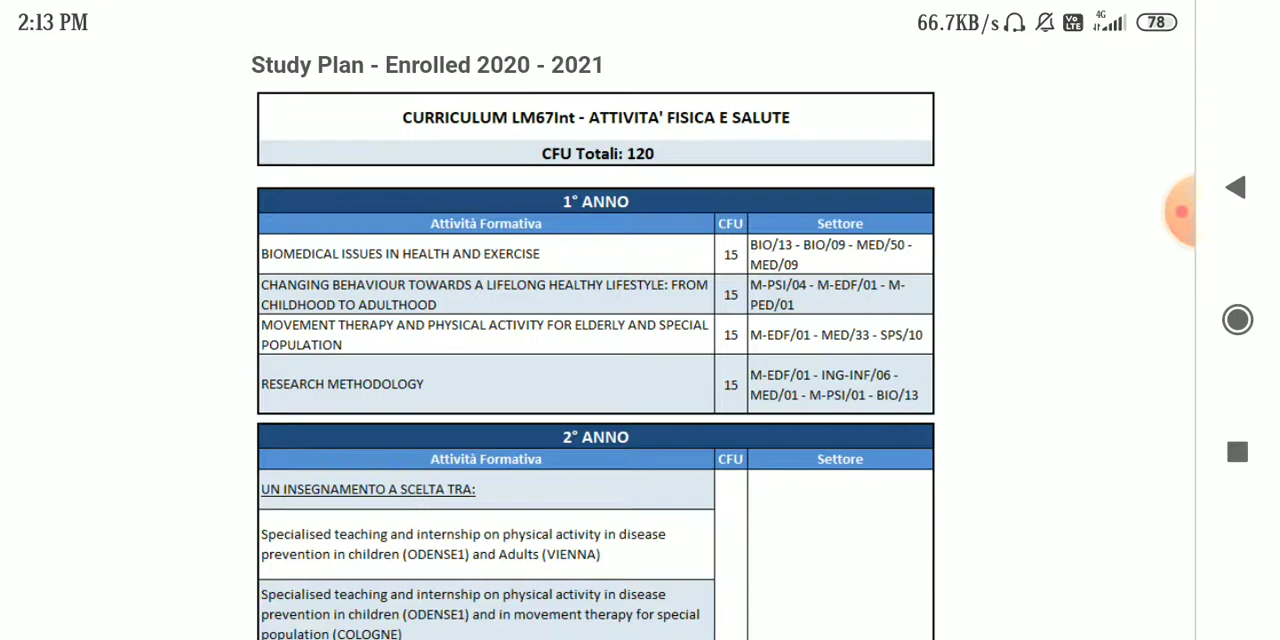 2:13 PM
66.7KB/s Vo LTE 4G 78
Study Plan - Enrolled 2020 - 2021
CURRICULUM LM67Int - ATTIVITA' FISICA E SALUTE
CFU Totali: 120
1° ANNO
Attività Formativa CFU Settore
BIOMEDICAL ISSUES IN HEALTH AND EXERCISE 15 BIO/13 - BIO/09 - MED/50 -
MED/09
CHANGING BEHAVIOUR TOWARDS A LIFELONG HEALTHY LIFESTYLE: FROM
CHILDHOOD TO ADULTHOOD 15 M-PSI/04 - M-EDF/01 - M-
PED/01
MOVEMENT THERAPY AND PHYSICAL ACTIVITY FOR ELDERLY AND SPECIAL
POPULATION 15 M-EDF/01 - MED/33 - SPS/10
RESEARCH METHODOLOGY 15 M-EDF/01 - ING-INF/06 -
MED/01 - M-PSI/01 - BIO/13
2° ANNO
Attività Formativa CFU Settore
UN INSEGNAMENTO A SCELTA TRA:
Specialised teaching and internship on physical activity in disease
prevention in children (ODENSE1) and Adults (VIENNA)
Specialised teaching and internship on physical activity in disease
prevention in children (ODENSE1) and in movement therapy for special
population (COLOGNE)